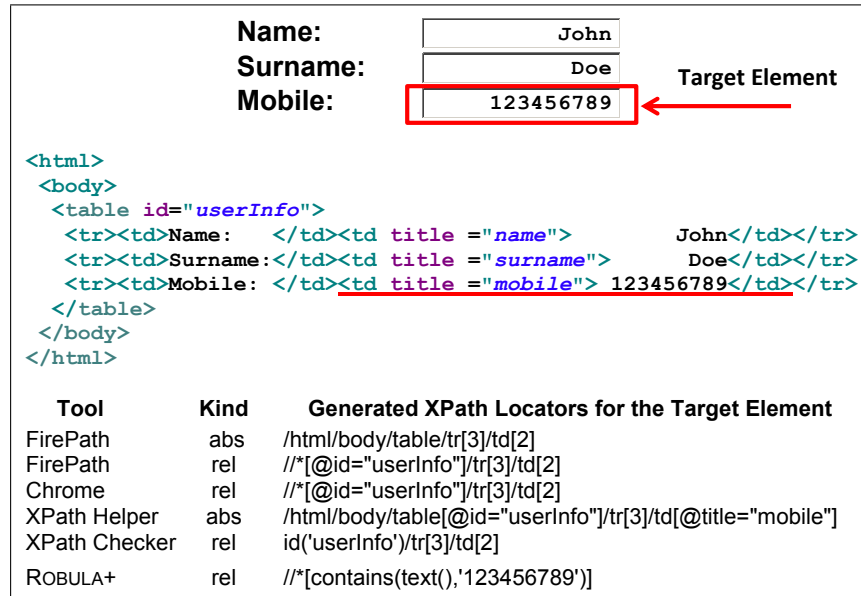 Name: John
Surname: Doe
Target Element
Mobile: 123456789
<html>
<body>
<table id="userInfo">
<tr><td>Name: </td><td title ="name"> John</td></tr>
<tr><td>Surname:</td><td title ="surname"> Doe</td></tr>
<tr><td>Mobile: </td><td title ="mobile"> 123456789</td></tr>
</table>
</body>
</html>
Tool Kind Generated XPath Locators for the Target Element
FirePath abs /html/body/table/tr[3]/td[2]
FirePath rel //*[@id="userInfo"]/tr[3]/td[2]
Chrome rel //*[@id="userInfo"]/tr[3]/td[2]
XPath Helper abs /html/body/table[@id="userInfo"]/tr[3]/td[@title="mobile"]
XPath Checker rel id('userInfo')/tr[3]/td[2]
ROBULA+ rel //*[contains(text(),'123456789')]